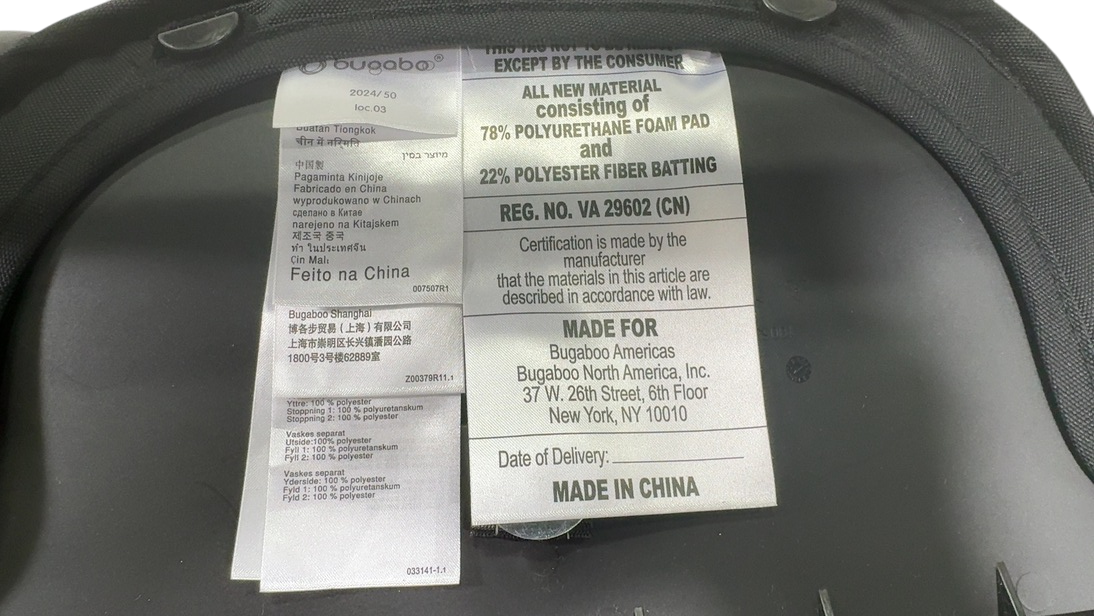 bugaboo®
2024/50
loc.03
Buatan Tiongkok
चीन में नर्िमति
מיוצר בסין
中国製
Pagaminta Kinijoje
Fabricado en China
wyprodukowano w Chinach
сделано в Китае
narejeno na Kitajskem
제조국 중국
ทำ ในประเทศจีน
Çin Malı
Feito na China
007507R1
Bugaboo Shanghai
博各步贸易（上海）有限公司
上海市崇明区长兴镇潘园公路
1800号3号楼62889室
Z00379R11.1
Yttre: 100 % polyester
Stoppning 1: 100 % polyuretanskum
Stoppning 2: 100 % polyester
Vaskes separat
Utside:100% polyester
Fyll 1: 100% polyuretanskum
Fyll 2: 100% polyester
Vaskes separat
Yderside: 100 % polyester
Fyld 1: 100 % polyuretanskum
Fyld 2: 100 % polyester
033141-1.1
THIS TAG NOT TO BE
EXCEPT BY THE CONSUMER
ALL NEW MATERIAL
consisting of
78% POLYURETHANE FOAM PAD
and
22% POLYESTER FIBER BATTING
REG. NO. VA 29602 (CN)
Certification is made by the
manufacturer
that the materials in this article are
described in accordance with law.
MADE FOR
Bugaboo Americas
Bugaboo North America, Inc.
37 W. 26th Street, 6th Floor
New York, NY 10010
Date of Delivery:
MADE IN CHINA